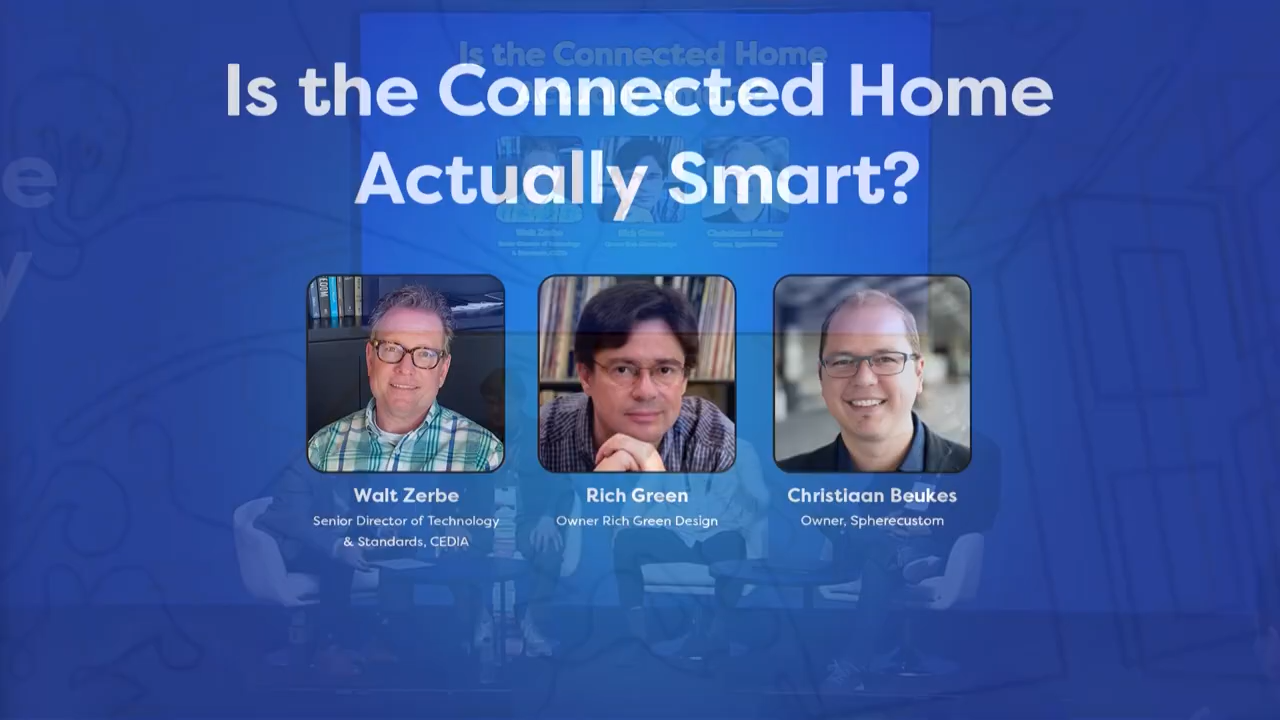 Is the Connected Home
Actually Smart?
Walt Zerbe
Rich Green
Christiaan Beukes
Senior Director of Technology
& Standards, CEDIA
Owner Rich Green Design
Owner, Spherecustom